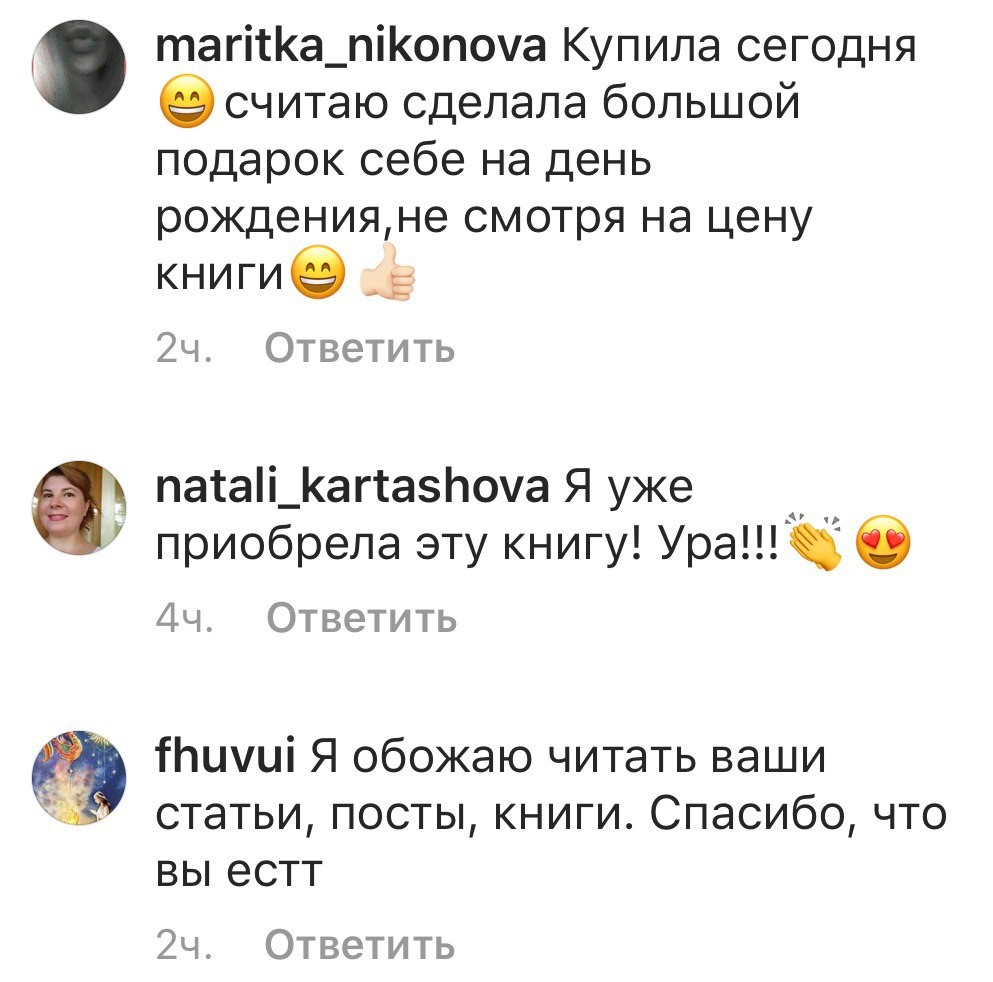 maritka_nikonova Купила сегодня
😄считаю сделала большой
подарок себе на день
рождения,не смотря на цену
книги😄👍🏻
2ч. Ответить
natali_kartashova Я уже
приобрела эту книгу! Ура!!!👏😍
4ч. Ответить
fhuvui Я обожаю читать ваши
статьи, посты, книги. Спасибо, что
вы естт
2ч. Ответить